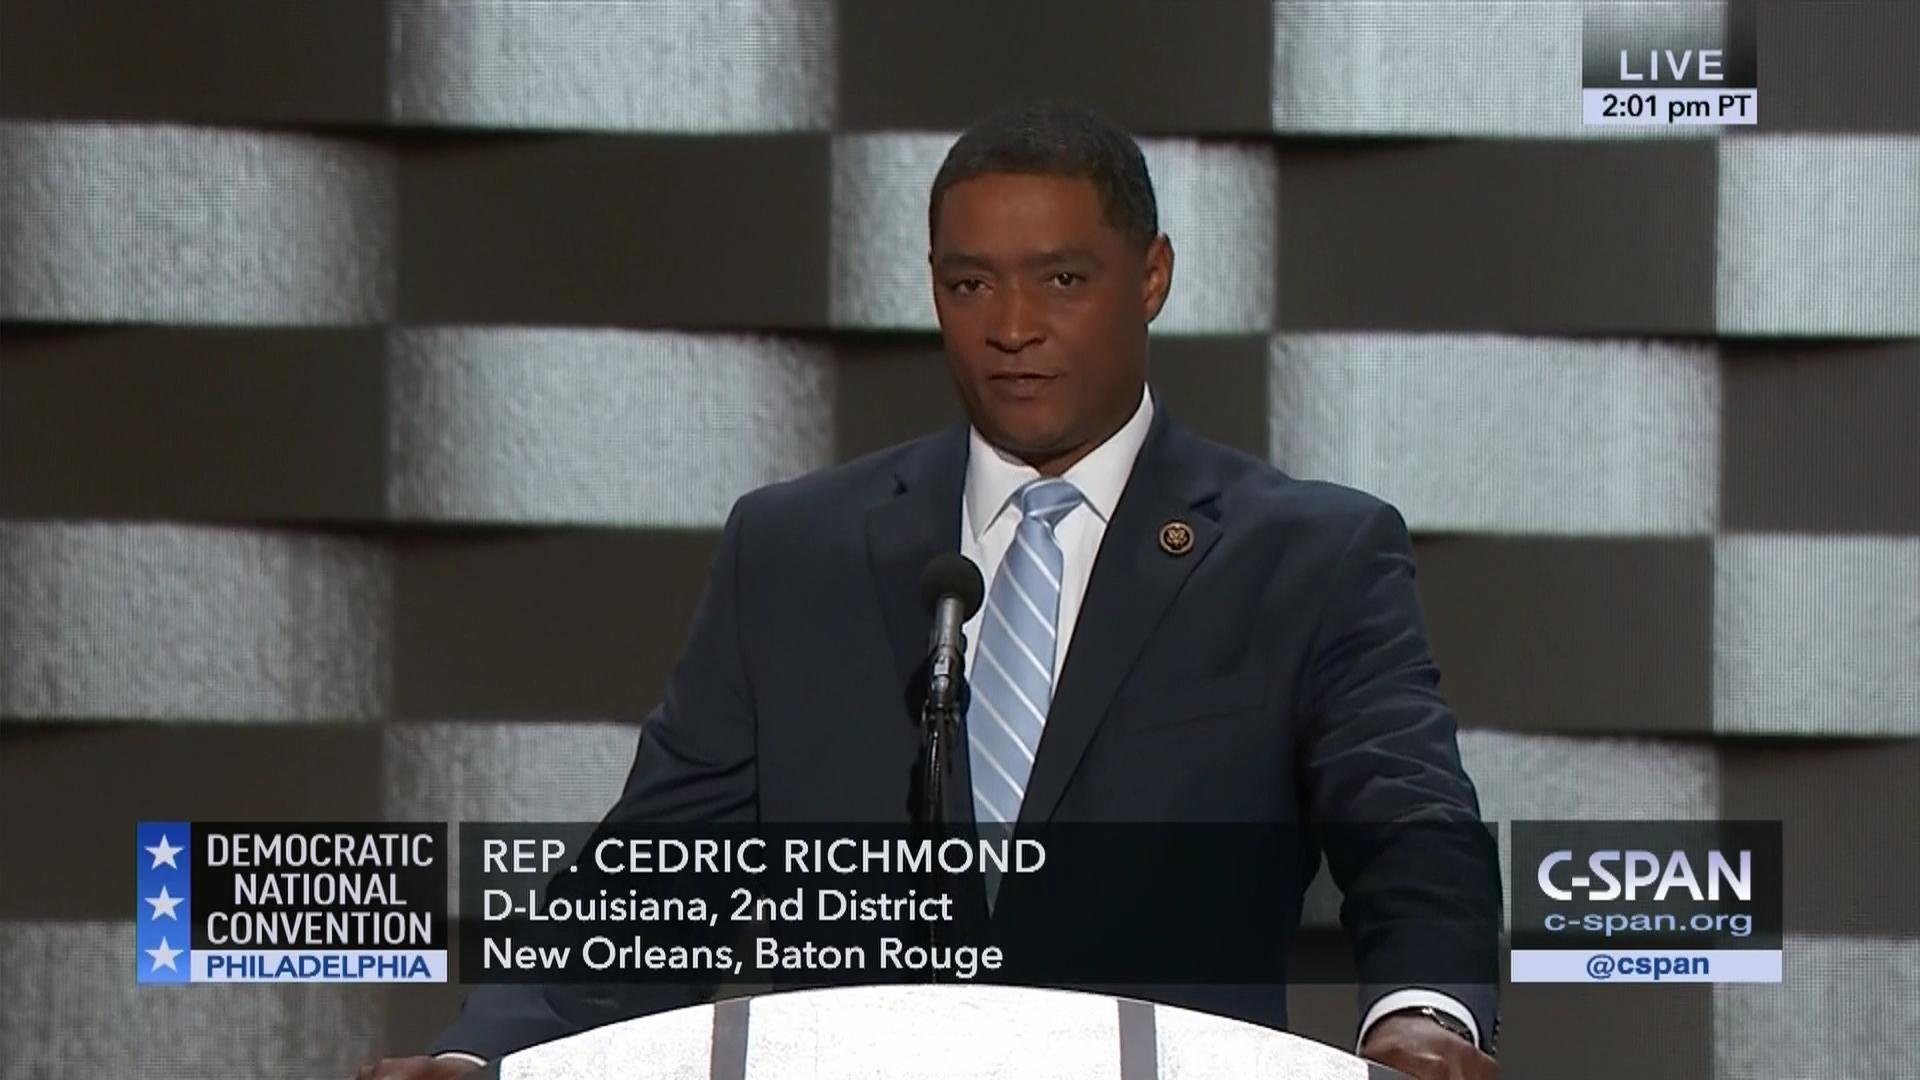 LIVE
2:01 pm PT
DEMOCRATIC
NATIONAL
CONVENTION
PHILADELPHIA
REP. CEDRIC RICHMOND
D-Louisiana, 2nd District
New Orleans, Baton Rouge
C-SPAN
c-span.org
@cspan